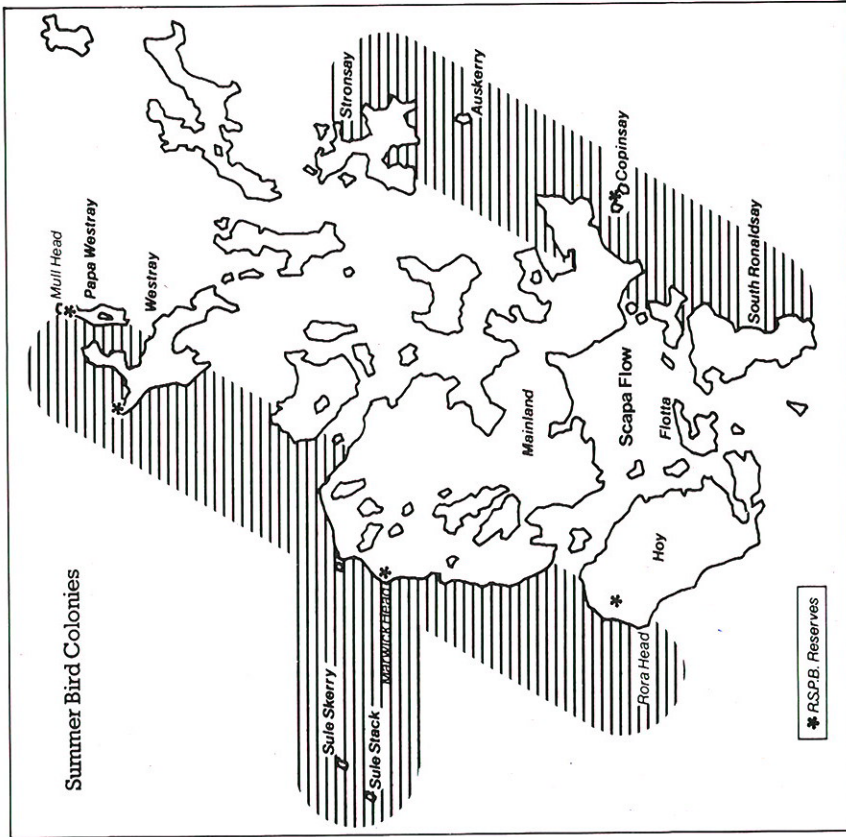 Summer Bird Colonies
Mull Head
Papa Westray
Westray
Stronsay
Auskerry
Sule Skerry
Sule Stack
Marwick Head
Mainland
Copinsay
Scapa Flow
Flotta
Hoy
Rora Head
South Ronaldsay
* R.S.P.B. Reserves